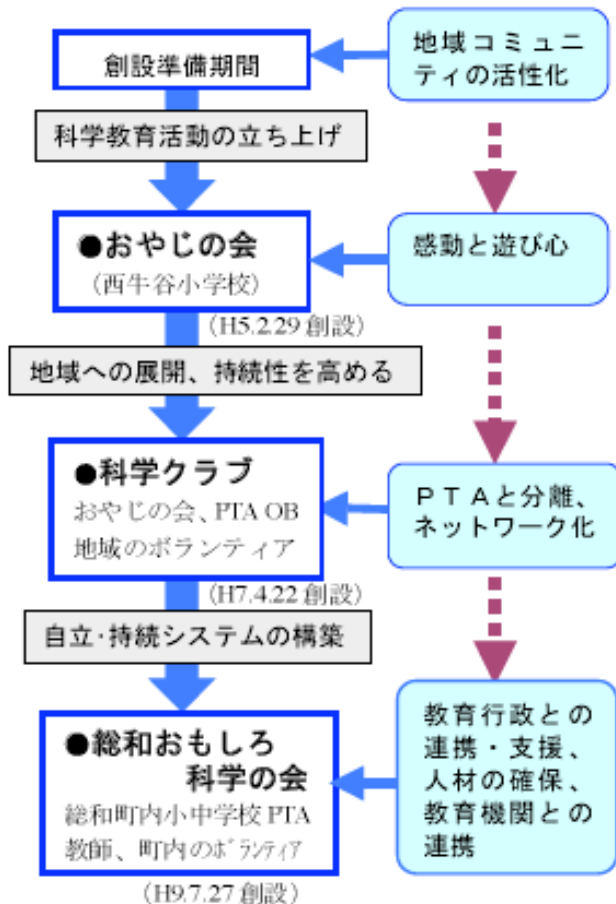 創設準備期間
地域コミュニ
ティの活性化
科学教育活動の立ち上げ
●おやじの会
（西牛谷小学校）
感動と遊び心
（H5.2.29 創設）
地域への展開、持続性を高める
●科学クラブ
おやじの会、PTA OB
地域のボランティア
ＰＴＡと分離、
ネットワーク化
（H7.4.22 創設）
自立･持続システムの構築
●総和おもしろ
科学の会
総和町内小中学校 PTA
教師、町内のﾎﾞﾗﾝﾃｨｱ
教育行政との
連携・支援、
人材の確保、
教育機関との
連携
（H9.7.27 創設）